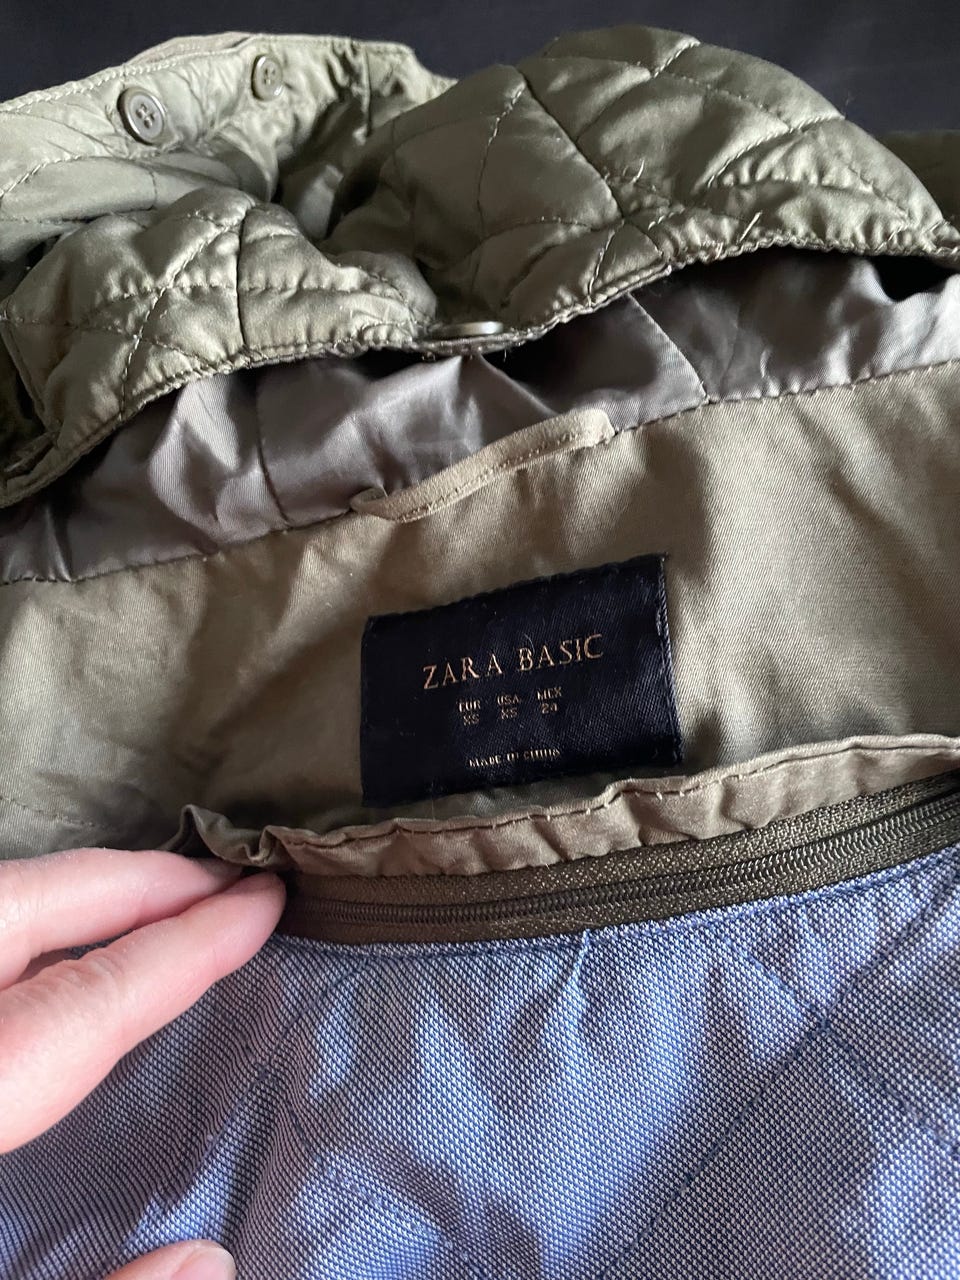 ZARA BASIC
EUR USA MEX
XS XS 24
MADE IN CHINA